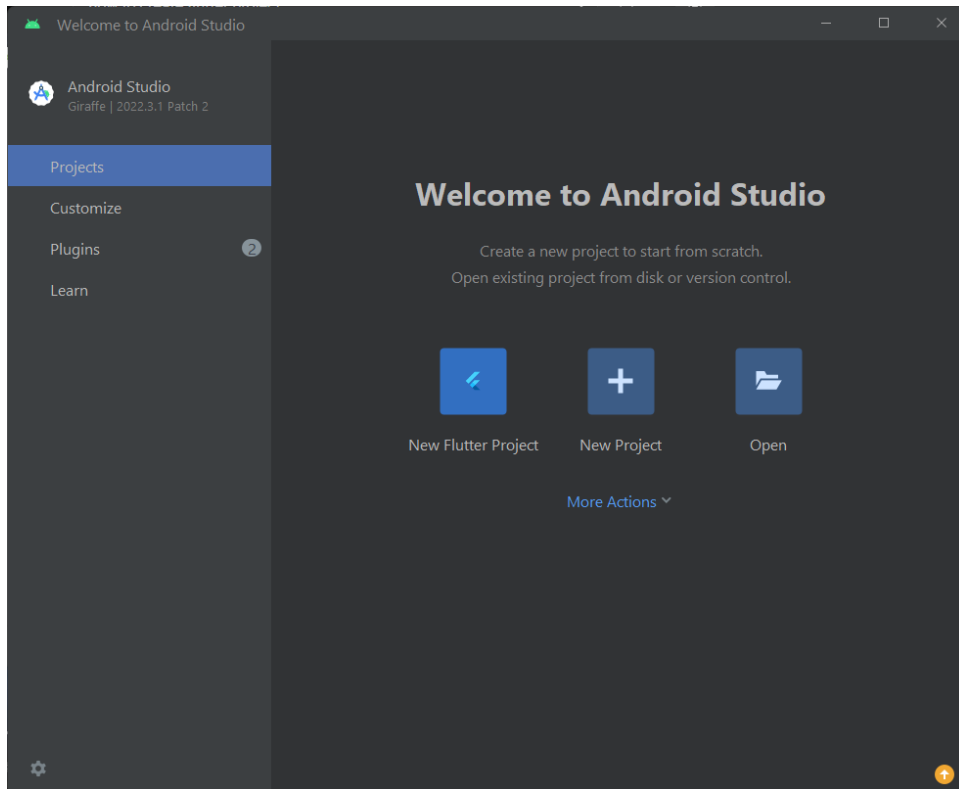 Welcome to Android Studio
Android Studio
Giraffe | 2022.3.1 Patch 2
Projects
Customize
Plugins
2
Learn
Welcome to Android Studio
Create a new project to start from scratch.
Open existing project from disk or version control.
New Flutter Project
New Project
Open
More Actions